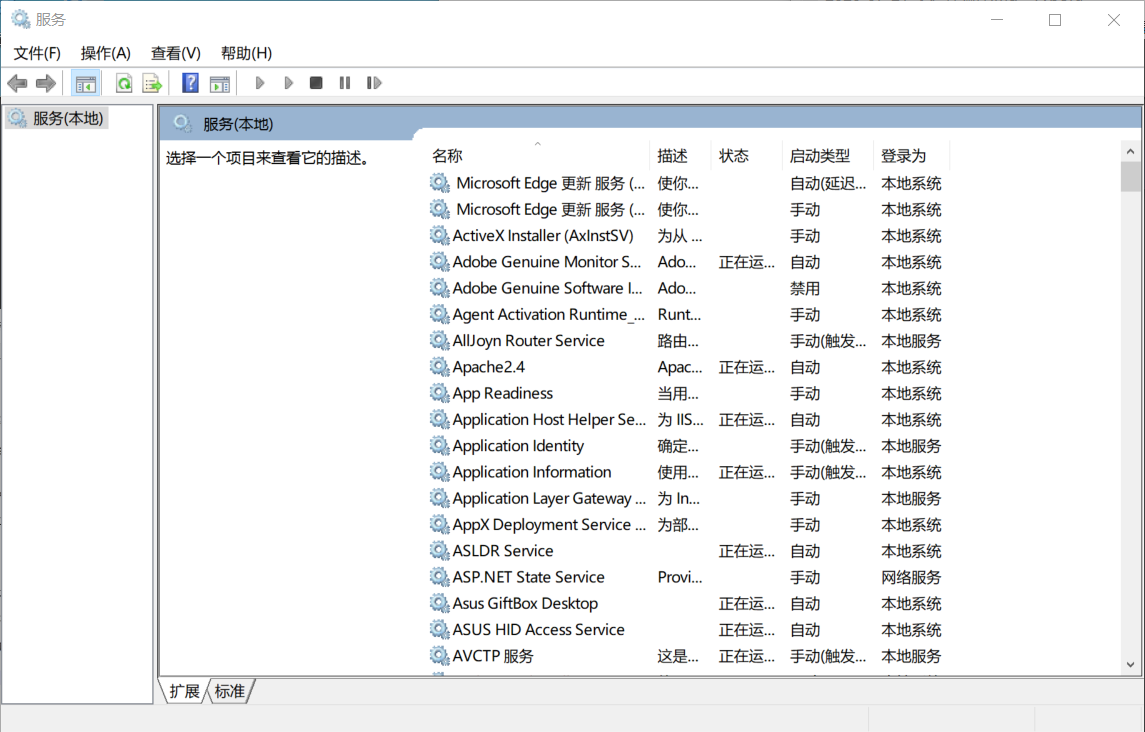 服务
文件(F) 操作(A) 查看(V) 帮助(H)
服务(本地)
服务(本地)
选择一个项目来查看它的描述。
名称 描述 状态 启动类型 登录为
Microsoft Edge 更新 服务 (... 使你... 自动(延迟... 本地系统
Microsoft Edge 更新 服务 (... 使你... 手动 本地系统
ActiveX Installer (AxInstSV) 为从 ... 手动 本地系统
Adobe Genuine Monitor S... Ado... 正在运... 自动 本地系统
Adobe Genuine Software I... Ado... 禁用 本地系统
Agent Activation Runtime_... Runt... 手动 本地系统
AllJoyn Router Service 路由... 手动(触发... 本地服务
Apache2.4 Apac... 正在运... 自动 本地系统
App Readiness 当用... 手动 本地系统
Application Host Helper Se... 为 IIS... 正在运... 自动 本地系统
Application Identity 确定... 手动(触发... 本地服务
Application Information 使用... 正在运... 手动(触发... 本地系统
Application Layer Gateway ... 为 In... 手动 本地服务
AppX Deployment Service ... 为部... 手动 本地系统
ASLDR Service 正在运... 自动 本地系统
ASP.NET State Service Provi... 手动 网络服务
Asus GiftBox Desktop 正在运... 自动 本地系统
ASUS HID Access Service 正在运... 自动 本地系统
AVCTP 服务 这是... 正在运... 手动(触发... 本地服务
扩展 标准